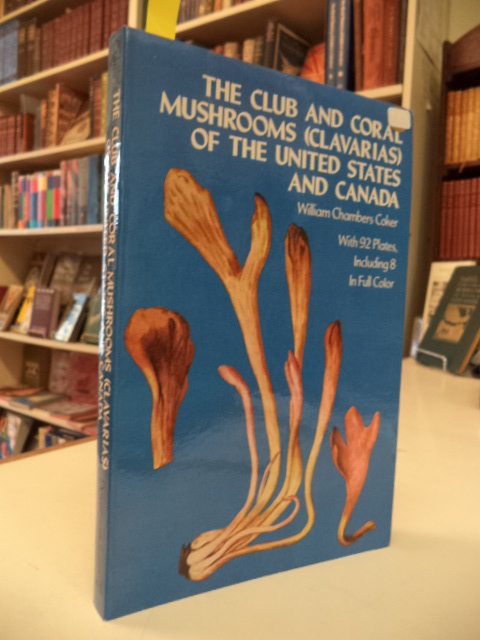 THE CLUB AND CORAL
MUSHROOMS (CLAVARIAS)
OF THE UNITED STATES
AND CANADA
William Chambers Coker
With 92 Plates,
Including 8
In Full Color
THE CLUB AND CORAL MUSHROOMS (CLAVARIAS)